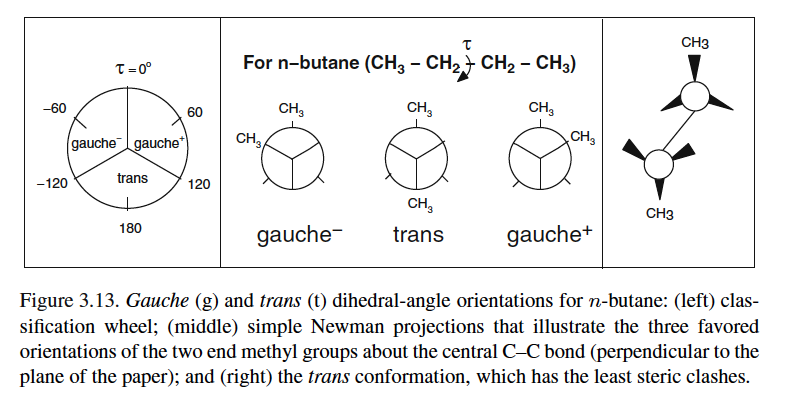 τ = 0°
–60
60
gauche⁻ gauche⁺
–120
trans
120
180
For n–butane (CH₃ – CH₂ – CH₂ – CH₃)
τ
CH₃
CH₃
gauche⁻
CH₃
CH₃
trans
CH₃
CH₃
gauche⁺
CH3
CH3
Figure 3.13. Gauche (g) and trans (t) dihedral-angle orientations for n-butane: (left) clas-
sification wheel; (middle) simple Newman projections that illustrate the three favored
orientations of the two end methyl groups about the central C–C bond (perpendicular to the
plane of the paper); and (right) the trans conformation, which has the least steric clashes.